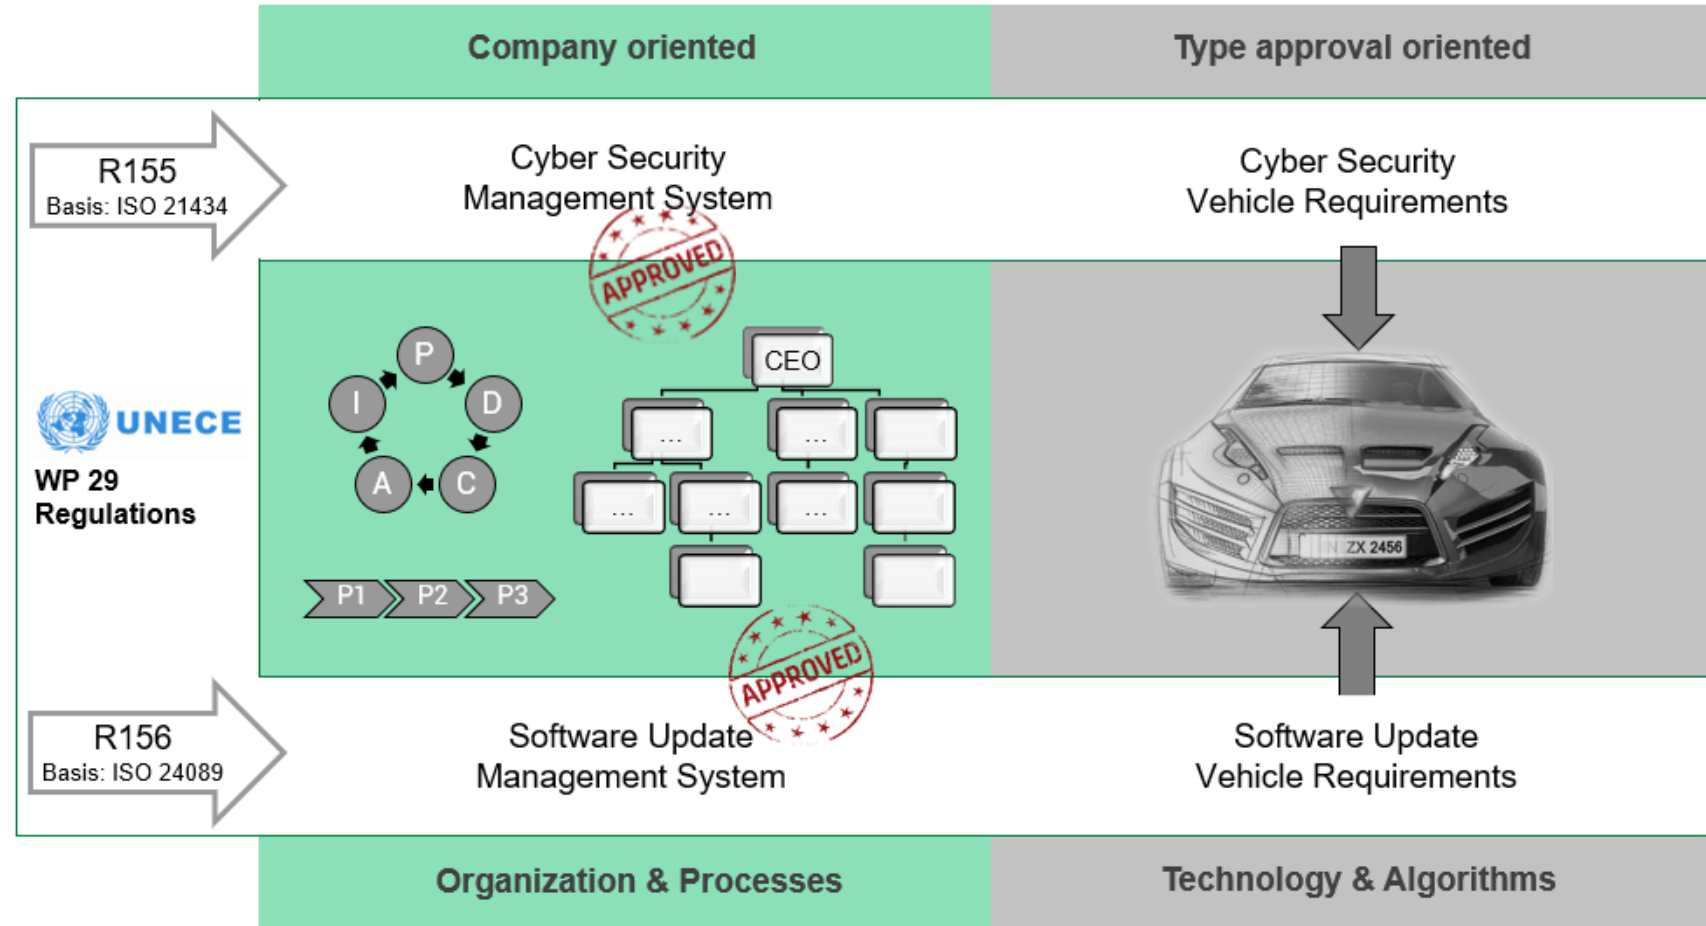 Company oriented
Type approval oriented
R155
Basis: ISO 21434
Cyber Security
Management System
Cyber Security
Vehicle Requirements
APPROVED
P
D
C
A
I
CEO
...
...
...
...
...
P1
P2
P3
UNECE
WP 29
Regulations
ZX 2456
APPROVED
R156
Basis: ISO 24089
Software Update
Management System
Software Update
Vehicle Requirements
Organization & Processes
Technology & Algorithms